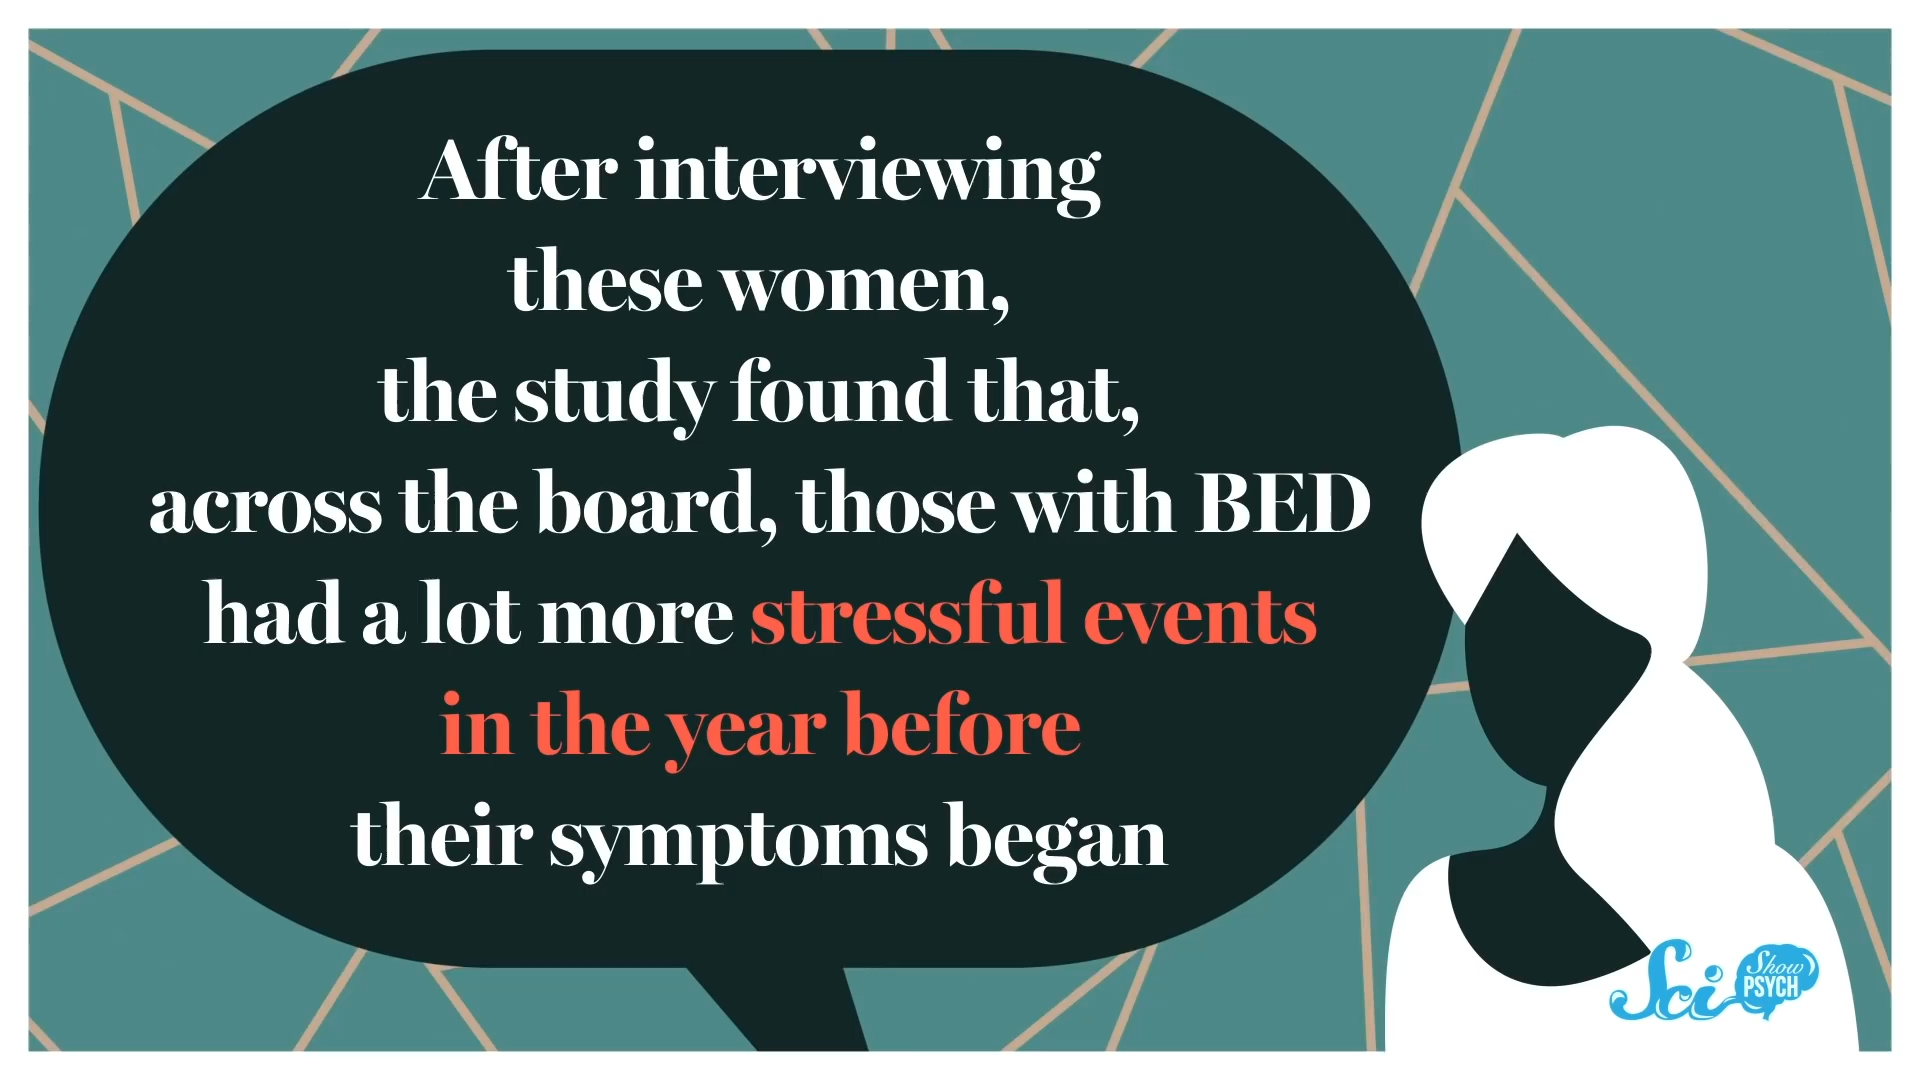 After interviewing
these women,
the study found that,
across the board, those with BED
had a lot more stressful events
in the year before
their symptoms began
Sci Show
PSYCH